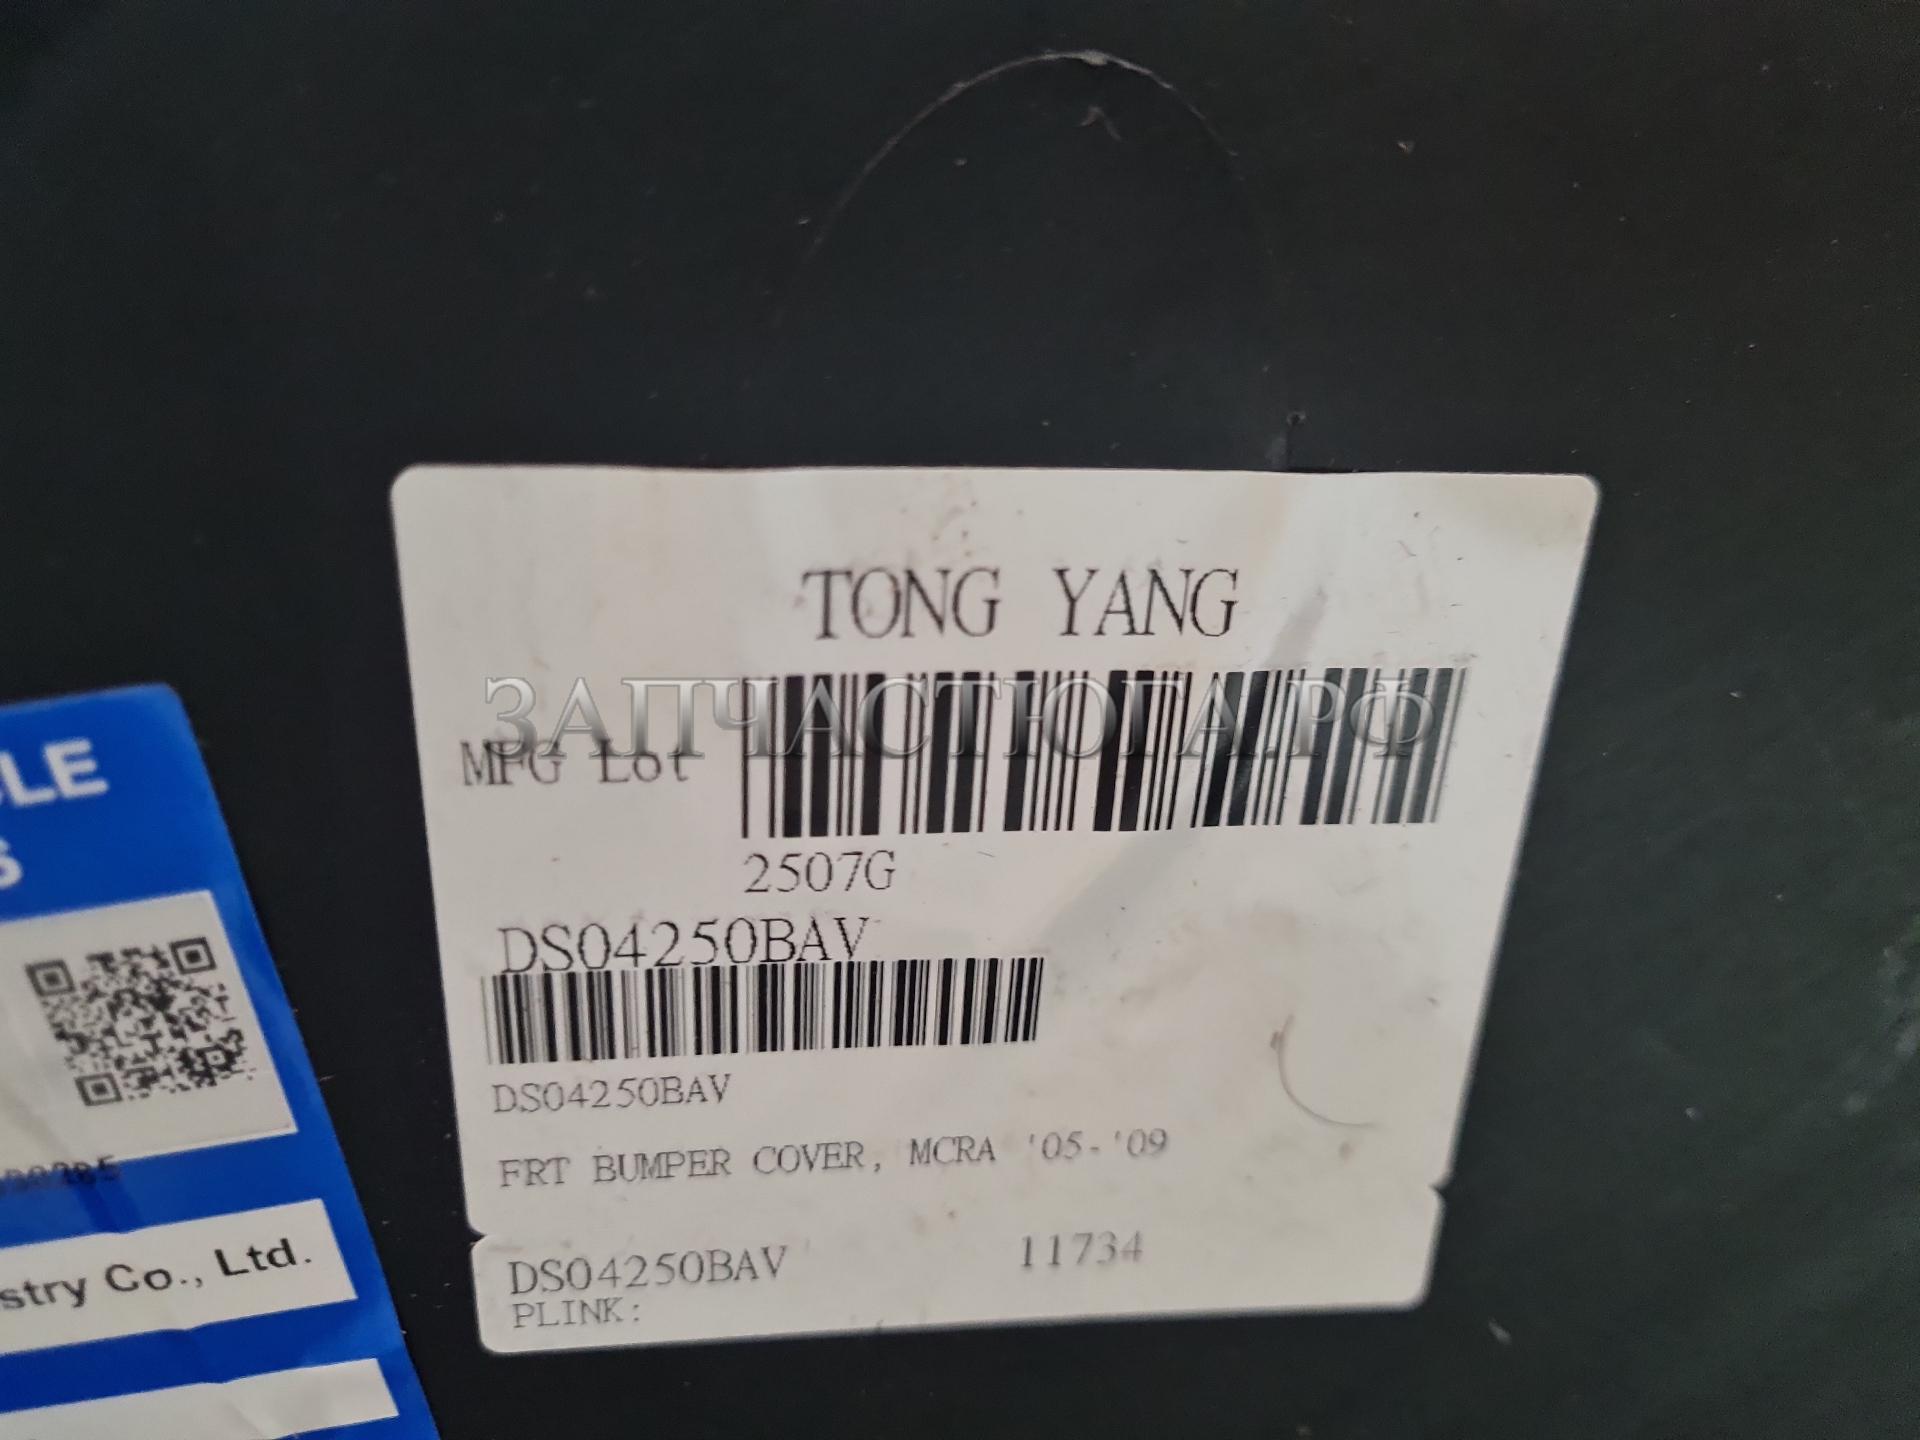 TONG YANG
ЗАПЧАСТЮГА.РФ
MFG Lot
2507G
DS04250BAV
DS04250BAV
FRT BUMPER COVER, MCRA '05-'09
DS04250BAV 11734
PLINK:
LE
S
stry Co., Ltd.